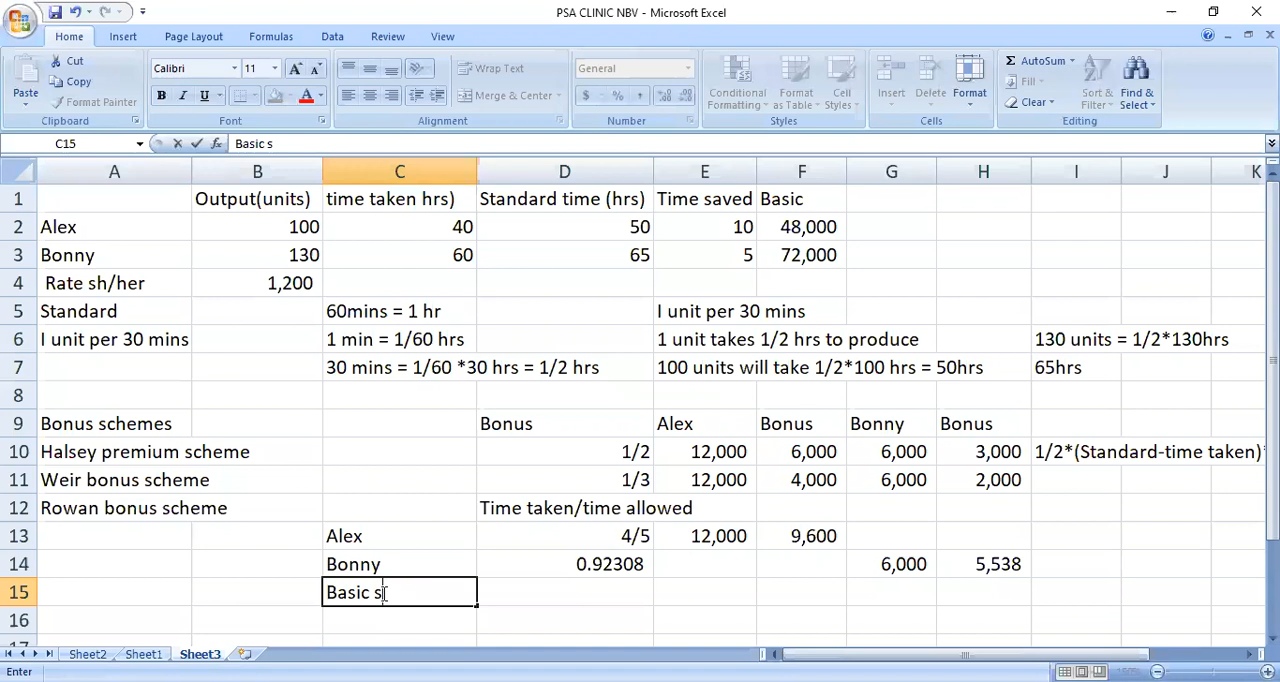 PSA CLINIC NBV - Microsoft Excel
Home Insert Page Layout Formulas Data Review View
Paste Cut Copy Format Painter
Calibri 11 A A B I U A
Wrap Text Merge & Center
General $ % ,
Conditional Formatting Format as Table Cell Styles
Insert Delete Format
Σ AutoSum Fill Clear Sort & Filter Find & Select
Clipboard Font Alignment Number Styles Cells Editing
C15 fx Basic s
A B C D E F G H I J K
1 Output(units) time taken hrs) Standard time (hrs) Time saved Basic
2 Alex 100 40 50 10 48,000
3 Bonny 130 60 65 5 72,000
4 Rate sh/her 1,200
5 Standard 60mins = 1 hr I unit per 30 mins
6 I unit per 30 mins 1 min = 1/60 hrs 1 unit takes 1/2 hrs to produce 130 units = 1/2*130hrs
7 30 mins = 1/60 *30 hrs = 1/2 hrs 100 units will take 1/2*100 hrs = 50hrs 65hrs
8
9 Bonus schemes Bonus Alex Bonus Bonny Bonus
10 Halsey premium scheme 1/2 12,000 6,000 6,000 3,000 1/2*(Standard-time taken)
11 Weir bonus scheme 1/3 12,000 4,000 6,000 2,000
12 Rowan bonus scheme Time taken/time allowed
13 Alex 4/5 12,000 9,600
14 Bonny 0.92308 6,000 5,538
15 Basic s
16
Sheet2 Sheet1 Sheet3
Enter